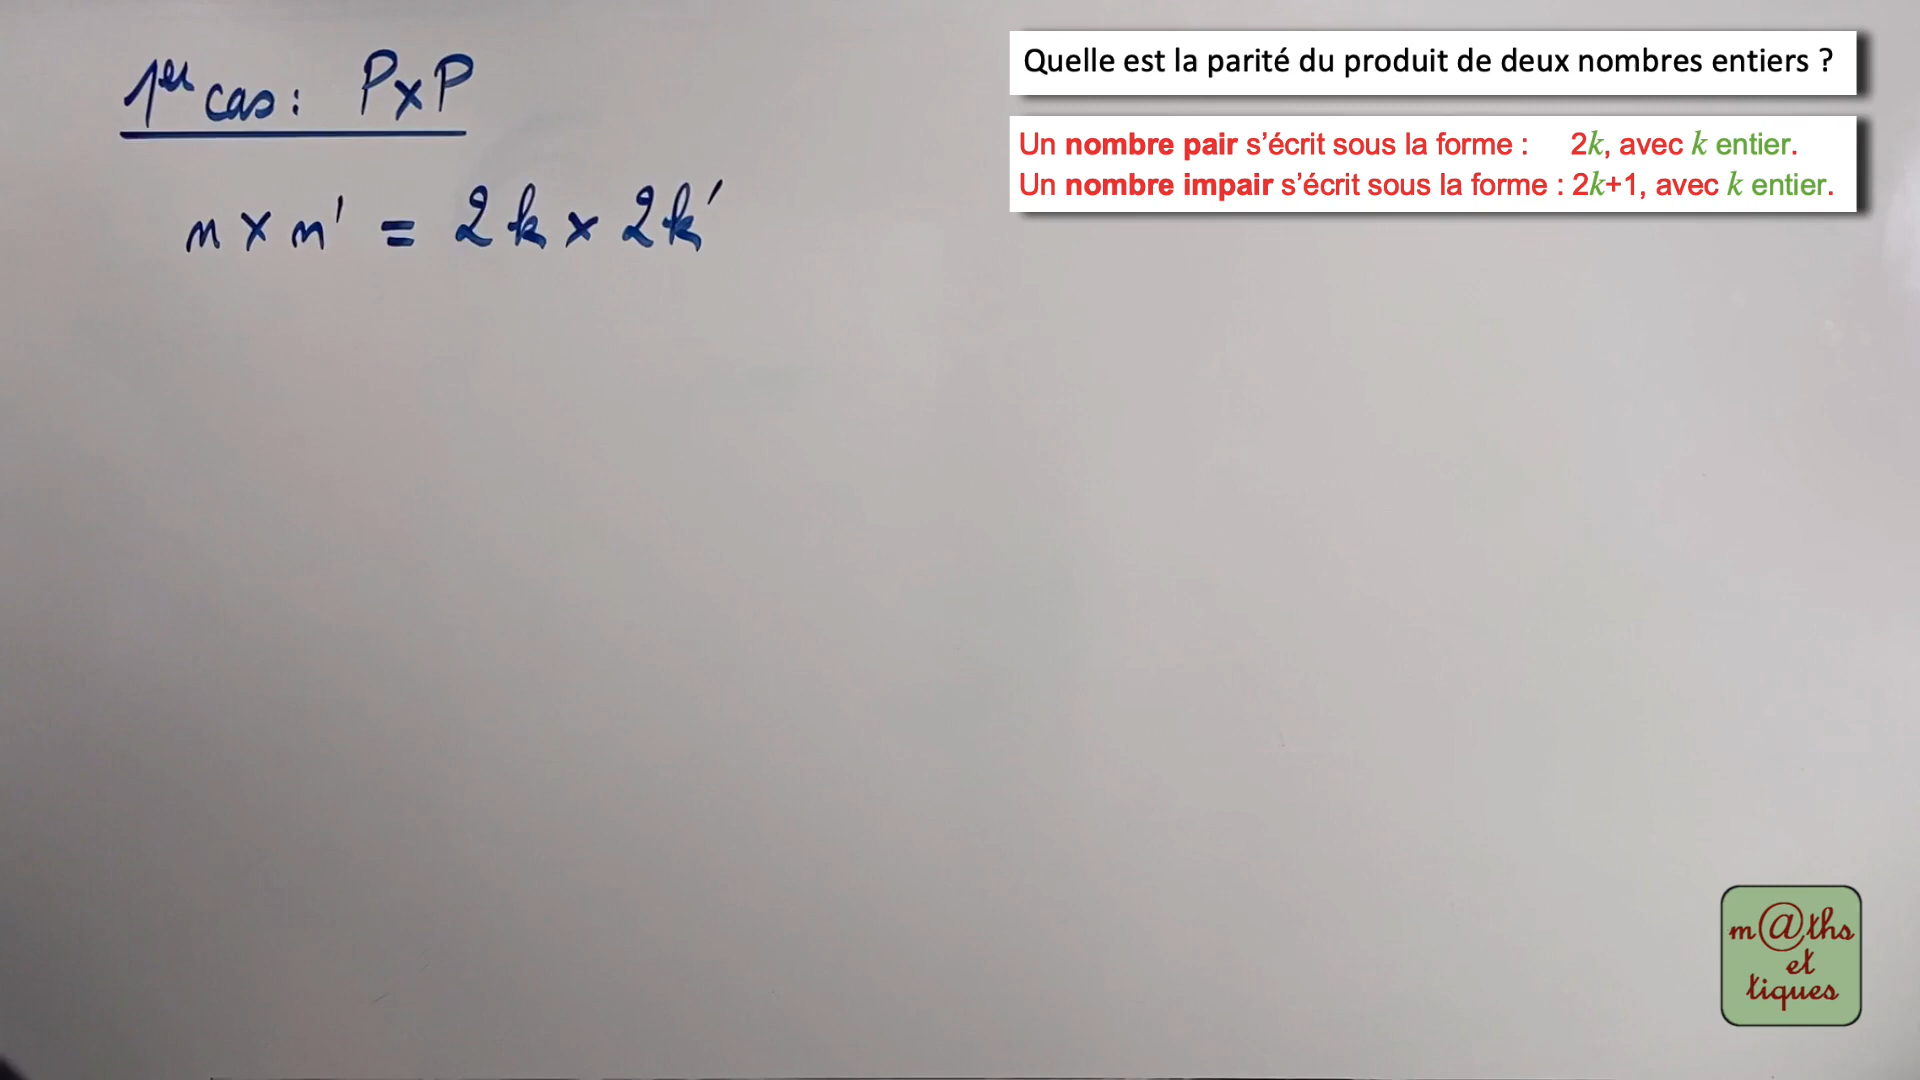 1er cas : P×P
n × n' = 2k × 2k'
Quelle est la parité du produit de deux nombres entiers ?
Un nombre pair s'écrit sous la forme : 2k, avec k entier.
Un nombre impair s'écrit sous la forme : 2k+1, avec k entier.
m@ths
et
tiques